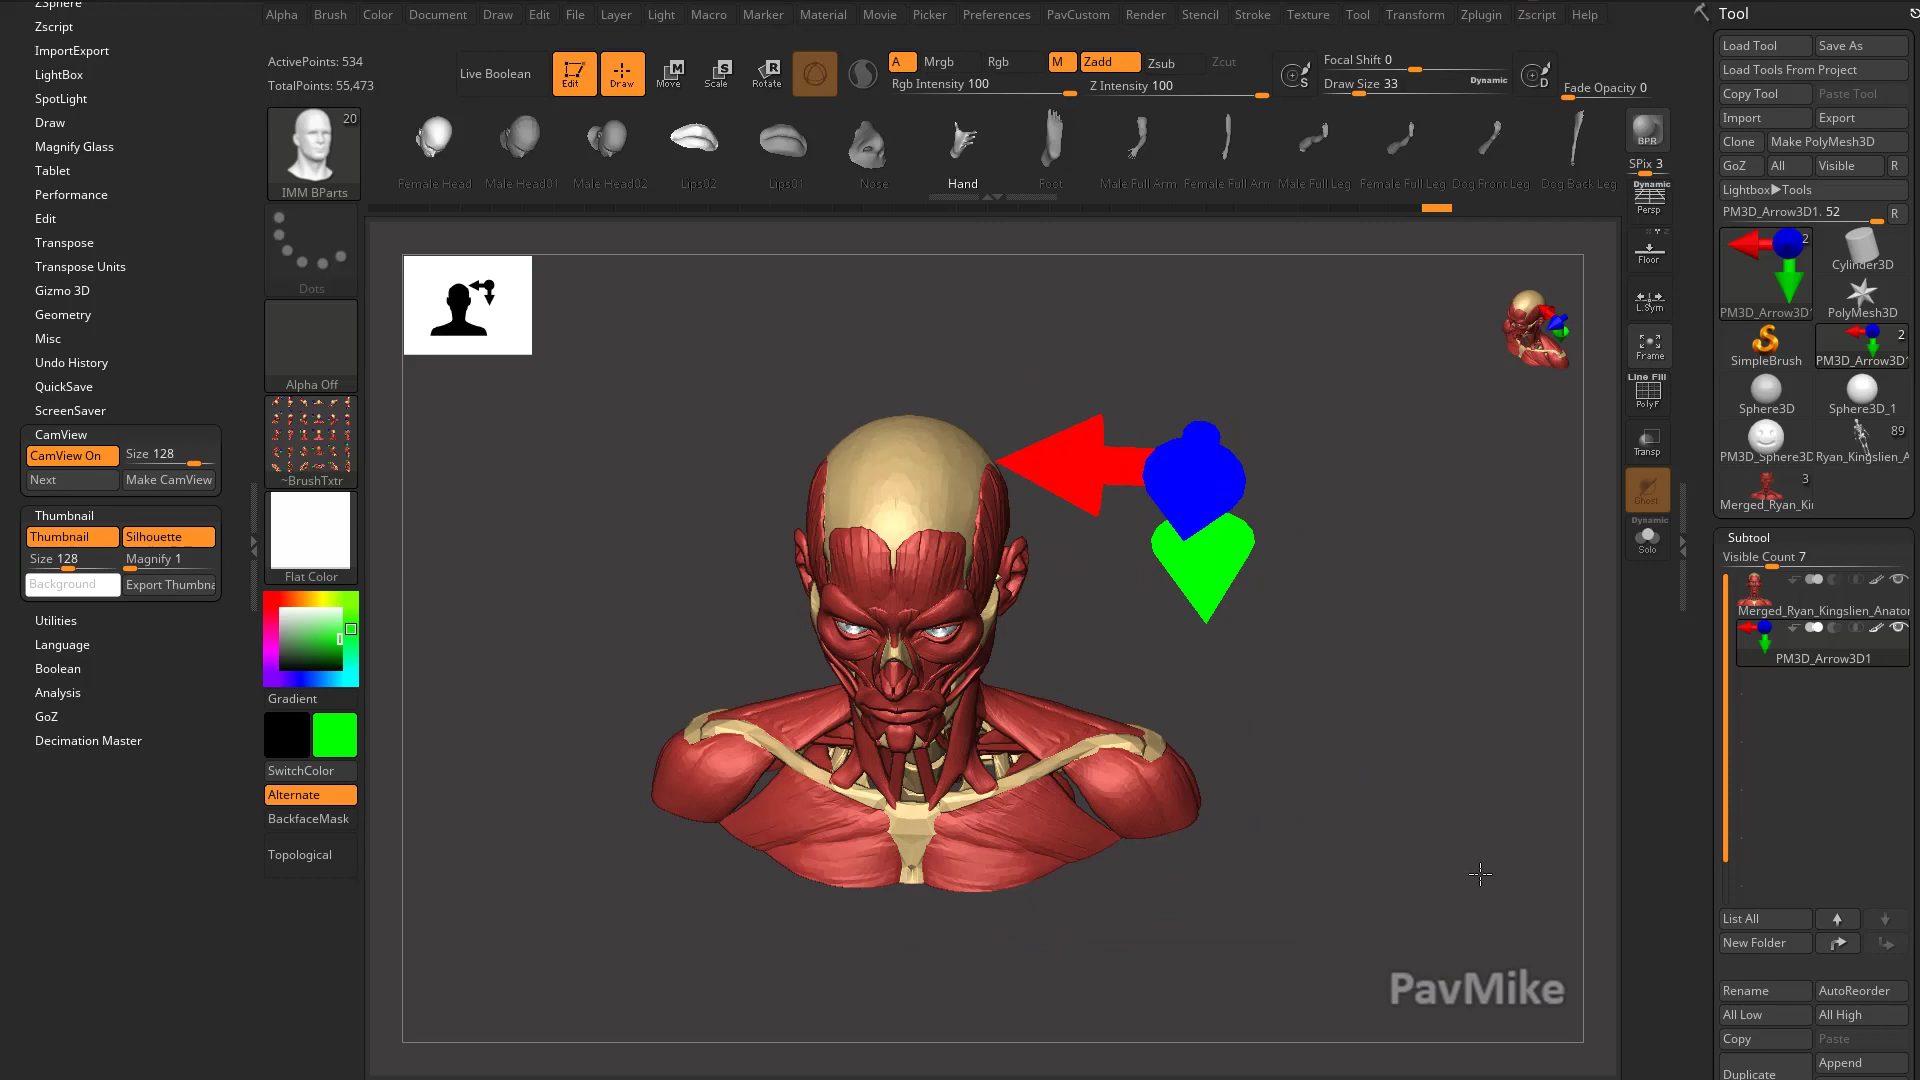 Alpha Brush Color Document Draw Edit File Layer Light Macro Marker Material Movie Picker Preferences PavCustom Render Stencil Stroke Texture Tool Transform Zplugin Zscript Help
ZSphere
Zscript
ImportExport
LightBox
SpotLight
Draw
Magnify Glass
Tablet
Performance
Edit
Transpose
Transpose Units
Gizmo 3D
Geometry
Misc
Undo History
QuickSave
ScreenSaver
CamView
CamView On Size 128
Next Make CamView
Thumbnail
Thumbnail Silhouette
Size 128 Magnify 1
Background Export Thumbna
Utilities
Language
Boolean
Analysis
GoZ
Decimation Master
ActivePoints: 534
TotalPoints: 55,473
Live Boolean
Edit Draw Move Scale Rotate
A Mrgb Rgb M Zadd Zsub Zcut
Rgb Intensity 100 Z Intensity 100
Focal Shift 0
Draw Size 33 Dynamic
S D
Fade Opacity 0
20
IMM BParts
Female Head Male Head01 Male Head02 Lips02 Lips01 Nose Hand Foot Male Full Arm Female Full Arm Male Full Leg Female Full Leg Dog Front Leg Dog Back Leg
Dots
Alpha Off
~BrushTxtr
Flat Color
Gradient
SwitchColor
Alternate
BackfaceMask
Topological
PavMike
BPR
SPix 3
Dynamic
Persp
Floor
L.Sym
Frame
Line Fill
PolyF
Transp
Ghost
Dynamic
Solo
Tool
Load Tool Save As
Load Tools From Project
Copy Tool Paste Tool
Import Export
Clone Make PolyMesh3D
GoZ All Visible R
Lightbox▶Tools
PM3D_Arrow3D1. 52 R
2
PM3D_Arrow3D1 Cylinder3D
PolyMesh3D
SimpleBrush 2 PM3D_Arrow3D1
Sphere3D Sphere3D_1
89
PM3D_Sphere3D Ryan_Kingslien_A
3
Merged_Ryan_Kin
Subtool
Visible Count 7
Merged_Ryan_Kingslien_Anator
PM3D_Arrow3D1
List All
New Folder
Rename AutoReorder
All Low All High
Copy Paste
Append
Duplicate